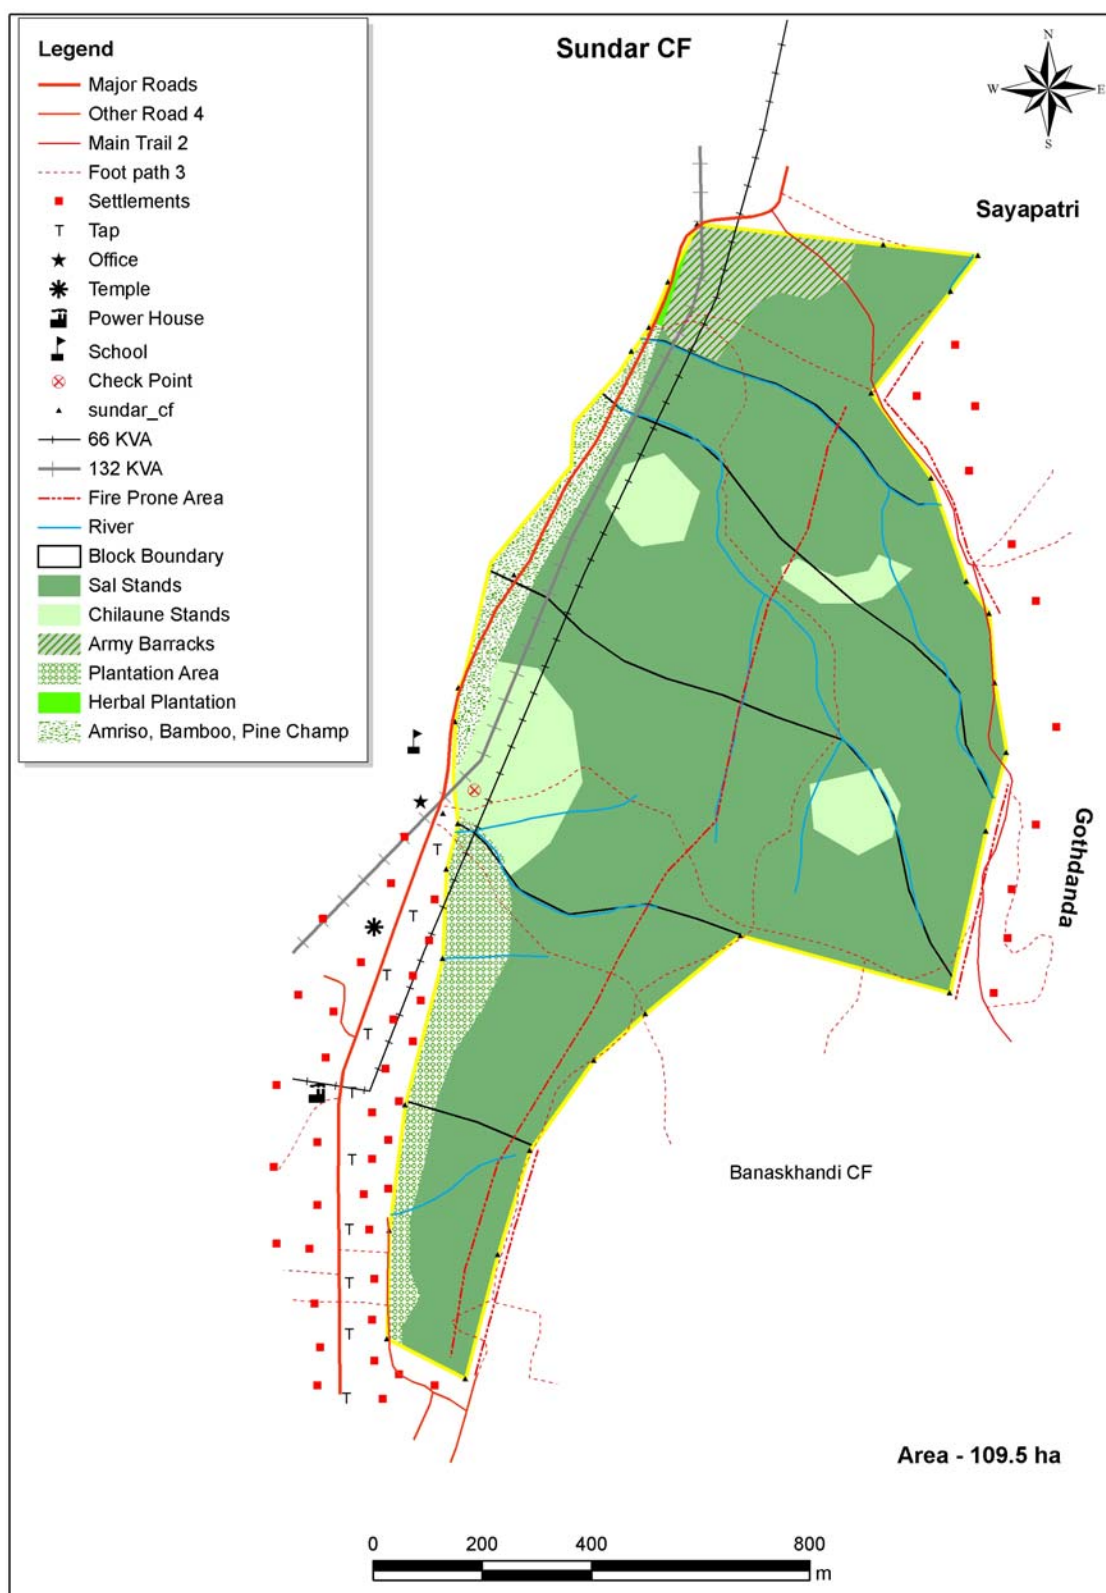 Sundar CF
N
W E
S
Legend
Major Roads
Other Road 4
Main Trail 2
Foot path 3
Settlements
T Tap
Office
Temple
Power House
School
Check Point
sundar_cf
66 KVA
132 KVA
Fire Prone Area
River
Block Boundary
Sal Stands
Chilaune Stands
Army Barracks
Plantation Area
Herbal Plantation
Amriso, Bamboo, Pine Champ
Sayapatri
Gothdanda
T
T
T
T
T
T
T
T
T
T
Banaskhandi CF
Area - 109.5 ha
0 200 400 800
m